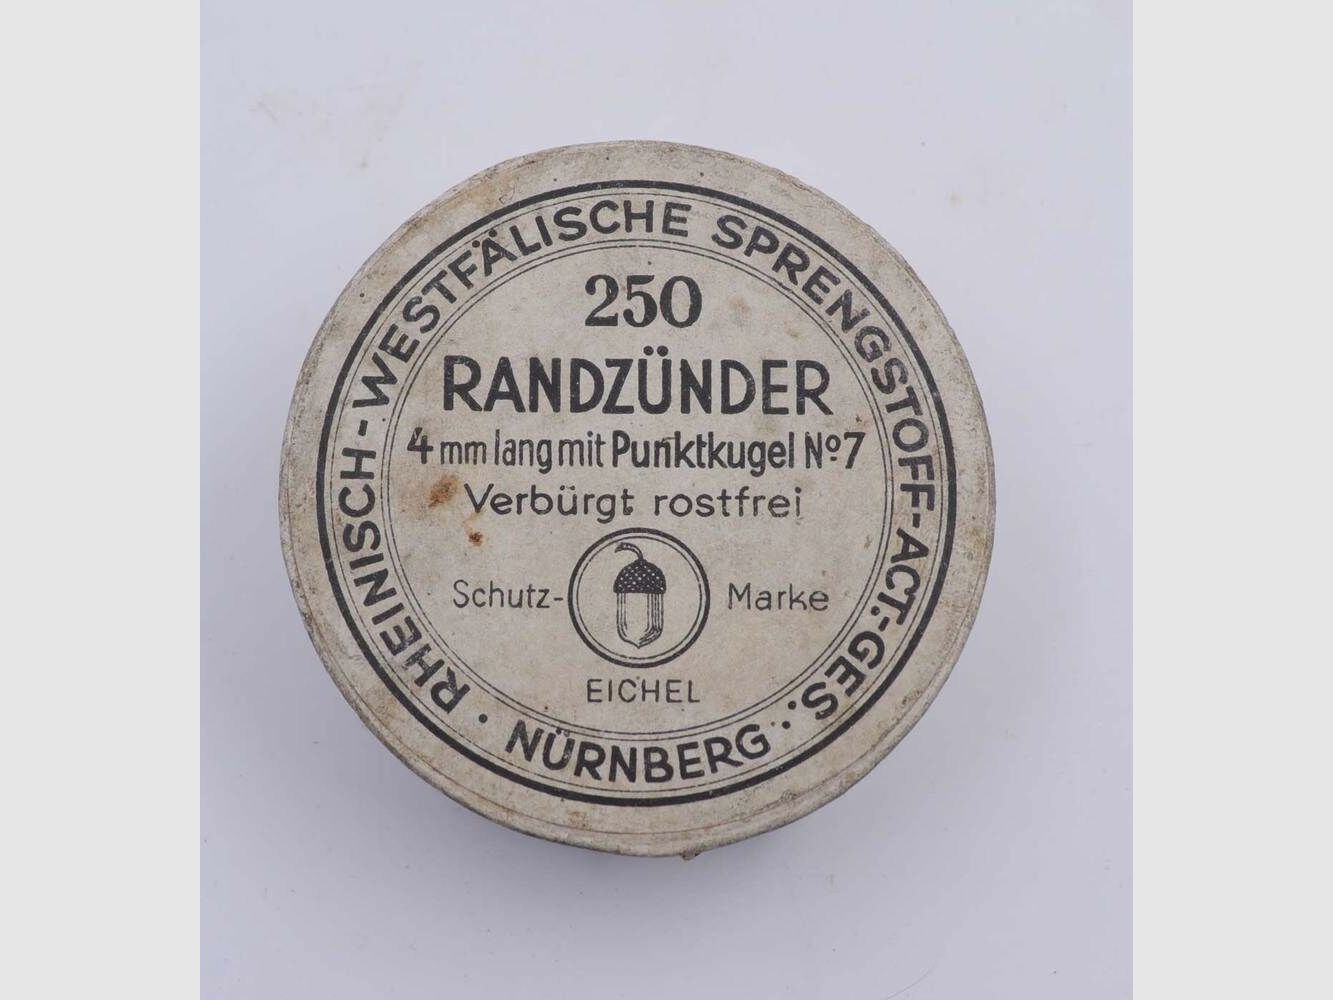 RHEINISCH-WESTFÄLISCHE SPRENGSTOFF-ACT.-GES.
NÜRNBERG
250
RANDZÜNDER
4 mm lang mit Punktkugel Nº 7
Verbürgt rostfrei
Schutz- Marke
EICHEL